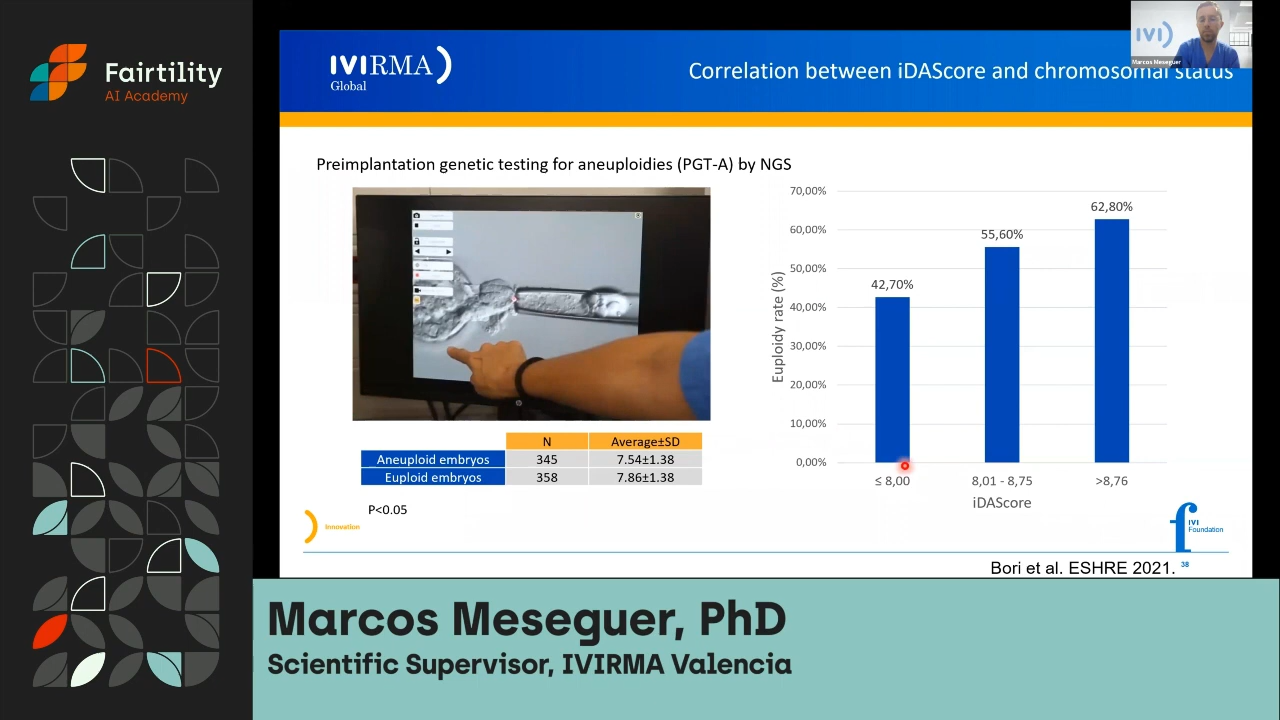 Fairtility
AI Academy
IVIRMA
Global
Correlation between iDAScore and chromosomal status
IVI
Marcos Meseguer
Preimplantation genetic testing for aneuploidies (PGT-A) by NGS
N Average±SD
Aneuploid embryos 345 7.54±1.38
Euploid embryos 358 7.86±1.38
P<0.05
Euploidy rate (%)
70,00%
60,00%
50,00%
40,00%
30,00%
20,00%
10,00%
0,00%
42,70%
55,60%
62,80%
≤ 8,00
8,01 - 8,75
>8,76
iDAScore
Innovation
IVI
Foundation
Bori et al. ESHRE 2021.
38
Marcos Meseguer, PhD
Scientific Supervisor, IVIRMA Valencia